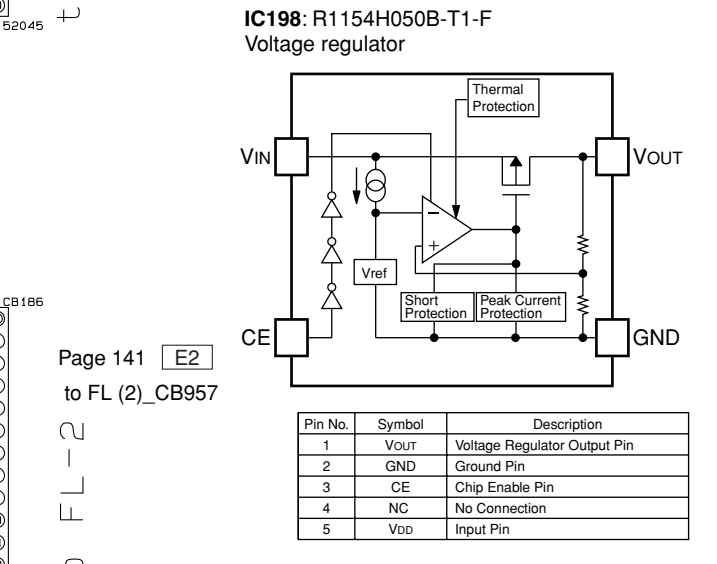 52045
IC198: R1154H050B-T1-F
Voltage regulator
Thermal
Protection
VIN
VOUT
−
+
Vref
Short
Protection
Peak Current
Protection
CE
GND
CB186
Page 141 E2
to FL (2)_CB957
FL-2
Pin No. Symbol Description
1 VOUT Voltage Regulator Output Pin
2 GND Ground Pin
3 CE Chip Enable Pin
4 NC No Connection
5 VDD Input Pin